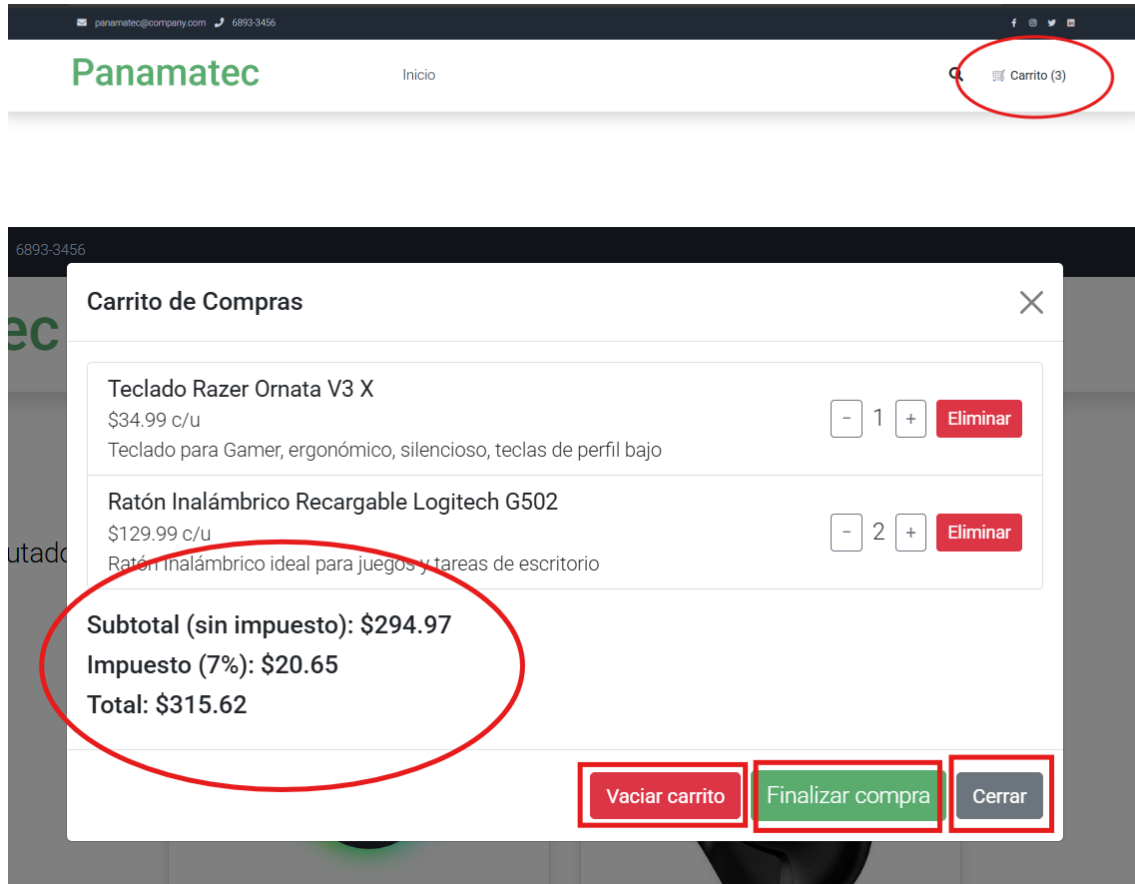 panamatec@company.com 6893-3456
Panamatec Inicio Carrito (3)
6893-3456
ec
Carrito de Compras
Teclado Razer Ornata V3 X
$34.99 c/u
Teclado para Gamer, ergonómico, silencioso, teclas de perfil bajo
- 1 + Eliminar
Ratón Inalámbrico Recargable Logitech G502
$129.99 c/u
Ratón inalámbrico ideal para juegos y tareas de escritorio
- 2 + Eliminar
utado
Subtotal (sin impuesto): $294.97
Impuesto (7%): $20.65
Total: $315.62
Vaciar carrito Finalizar compra Cerrar